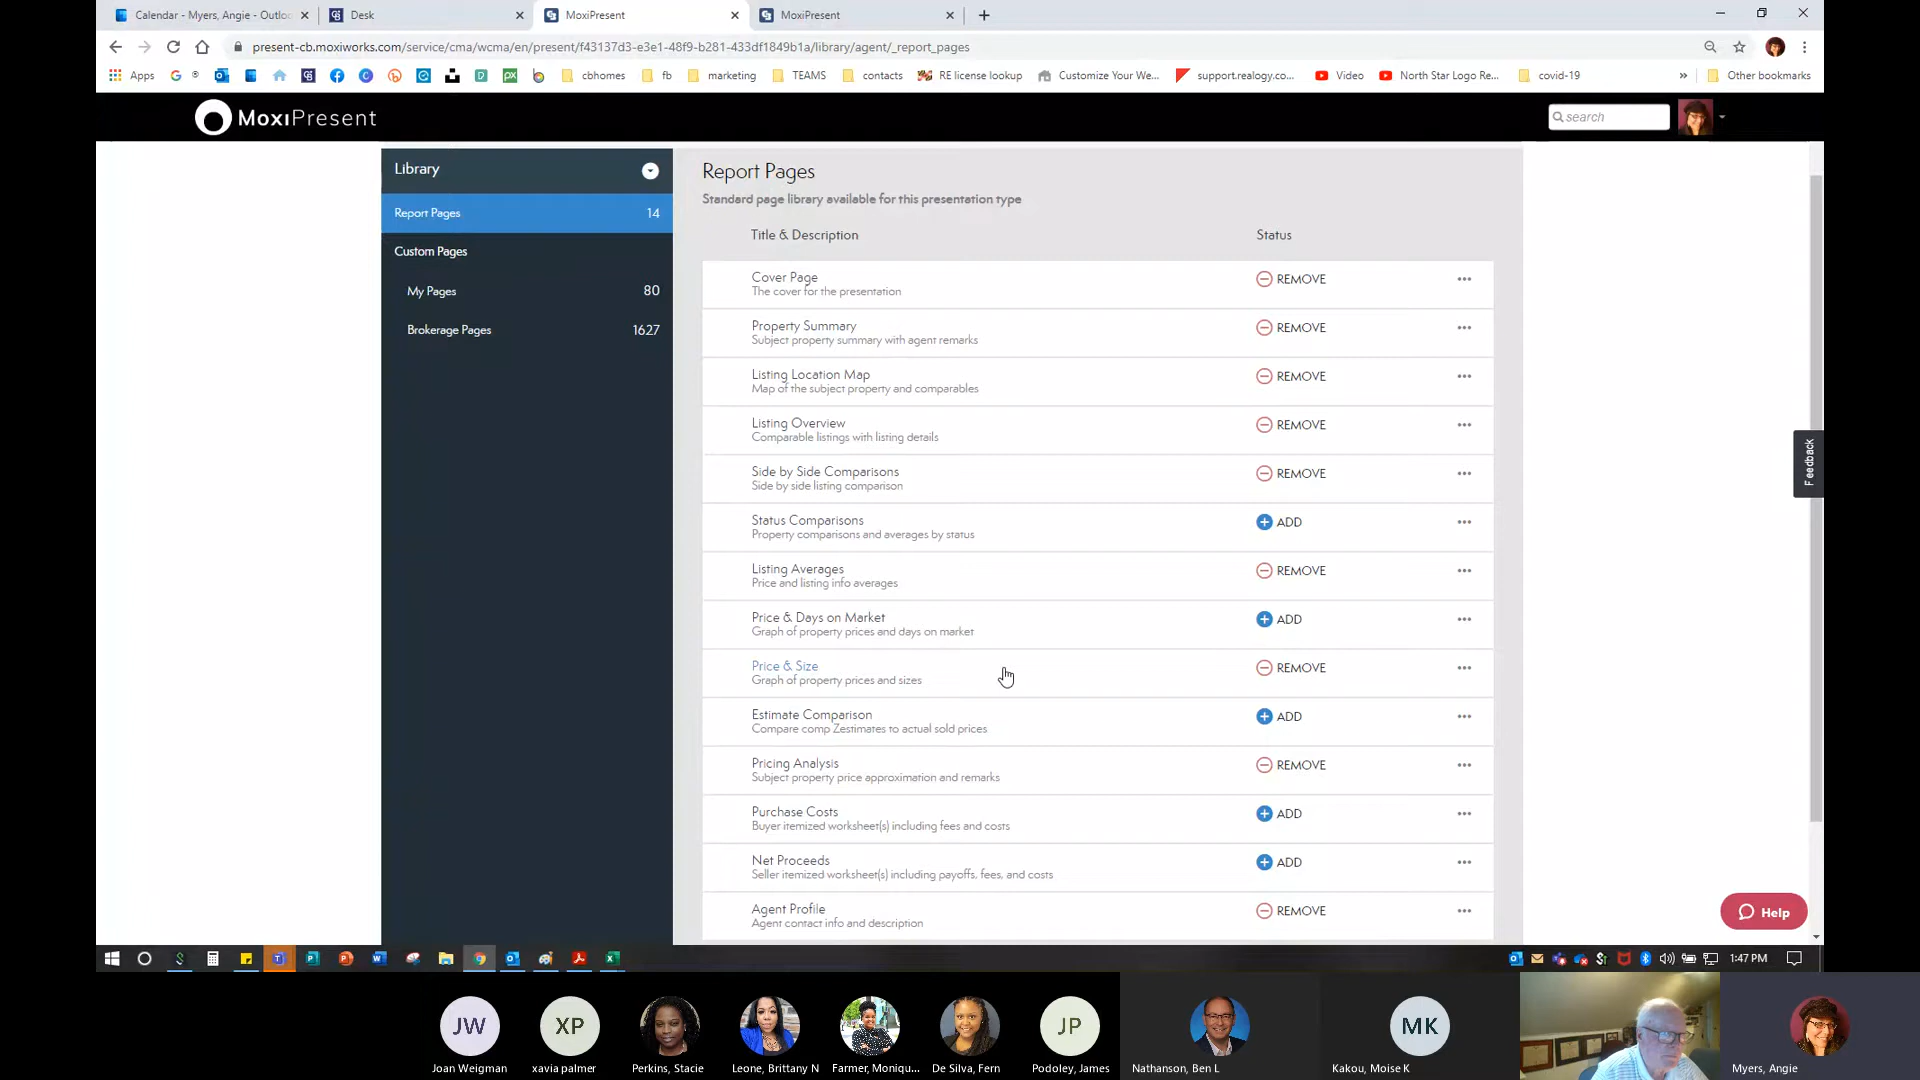 Calendar - Myers, Angie - Outlo
Desk
MoxiPresent
MoxiPresent
present-cb.moxiworks.com/service/cma/wcma/en/present/f43137d3-e3e1-48f9-b281-433df1849b1a/library/agent/_report_pages
Apps
cbhomes
fb
marketing
TEAMS
contacts
RE license lookup
Customize Your We...
support.realogy.co...
Video
North Star Logo Re...
covid-19
Other bookmarks
MoxiPresent
search
Library
Report Pages 14
Custom Pages
My Pages 80
Brokerage Pages 1627
Report Pages
Standard page library available for this presentation type
Title & Description Status
Cover Page
The cover for the presentation
REMOVE
Property Summary
Subject property summary with agent remarks
REMOVE
Listing Location Map
Map of the subject property and comparables
REMOVE
Listing Overview
Comparable listings with listing details
REMOVE
Side by Side Comparisons
Side by side listing comparison
REMOVE
Status Comparisons
Property comparisons and averages by status
ADD
Listing Averages
Price and listing info averages
REMOVE
Price & Days on Market
Graph of property prices and days on market
ADD
Price & Size
Graph of property prices and sizes
REMOVE
Estimate Comparison
Compare comp Zestimates to actual sold prices
ADD
Pricing Analysis
Subject property price approximation and remarks
REMOVE
Purchase Costs
Buyer itemized worksheet(s) including fees and costs
ADD
Net Proceeds
Seller itemized worksheet(s) including payoffs, fees, and costs
ADD
Agent Profile
Agent contact info and description
REMOVE
Feedback
Help
1:47 PM
JW
XP
JP
MK
Joan Weigman
xavia palmer
Perkins, Stacie
Leone, Brittany N
Farmer, Moniqu...
De Silva, Fern
Podoley, James
Nathanson, Ben L
Kakou, Moise K
Myers, Angie